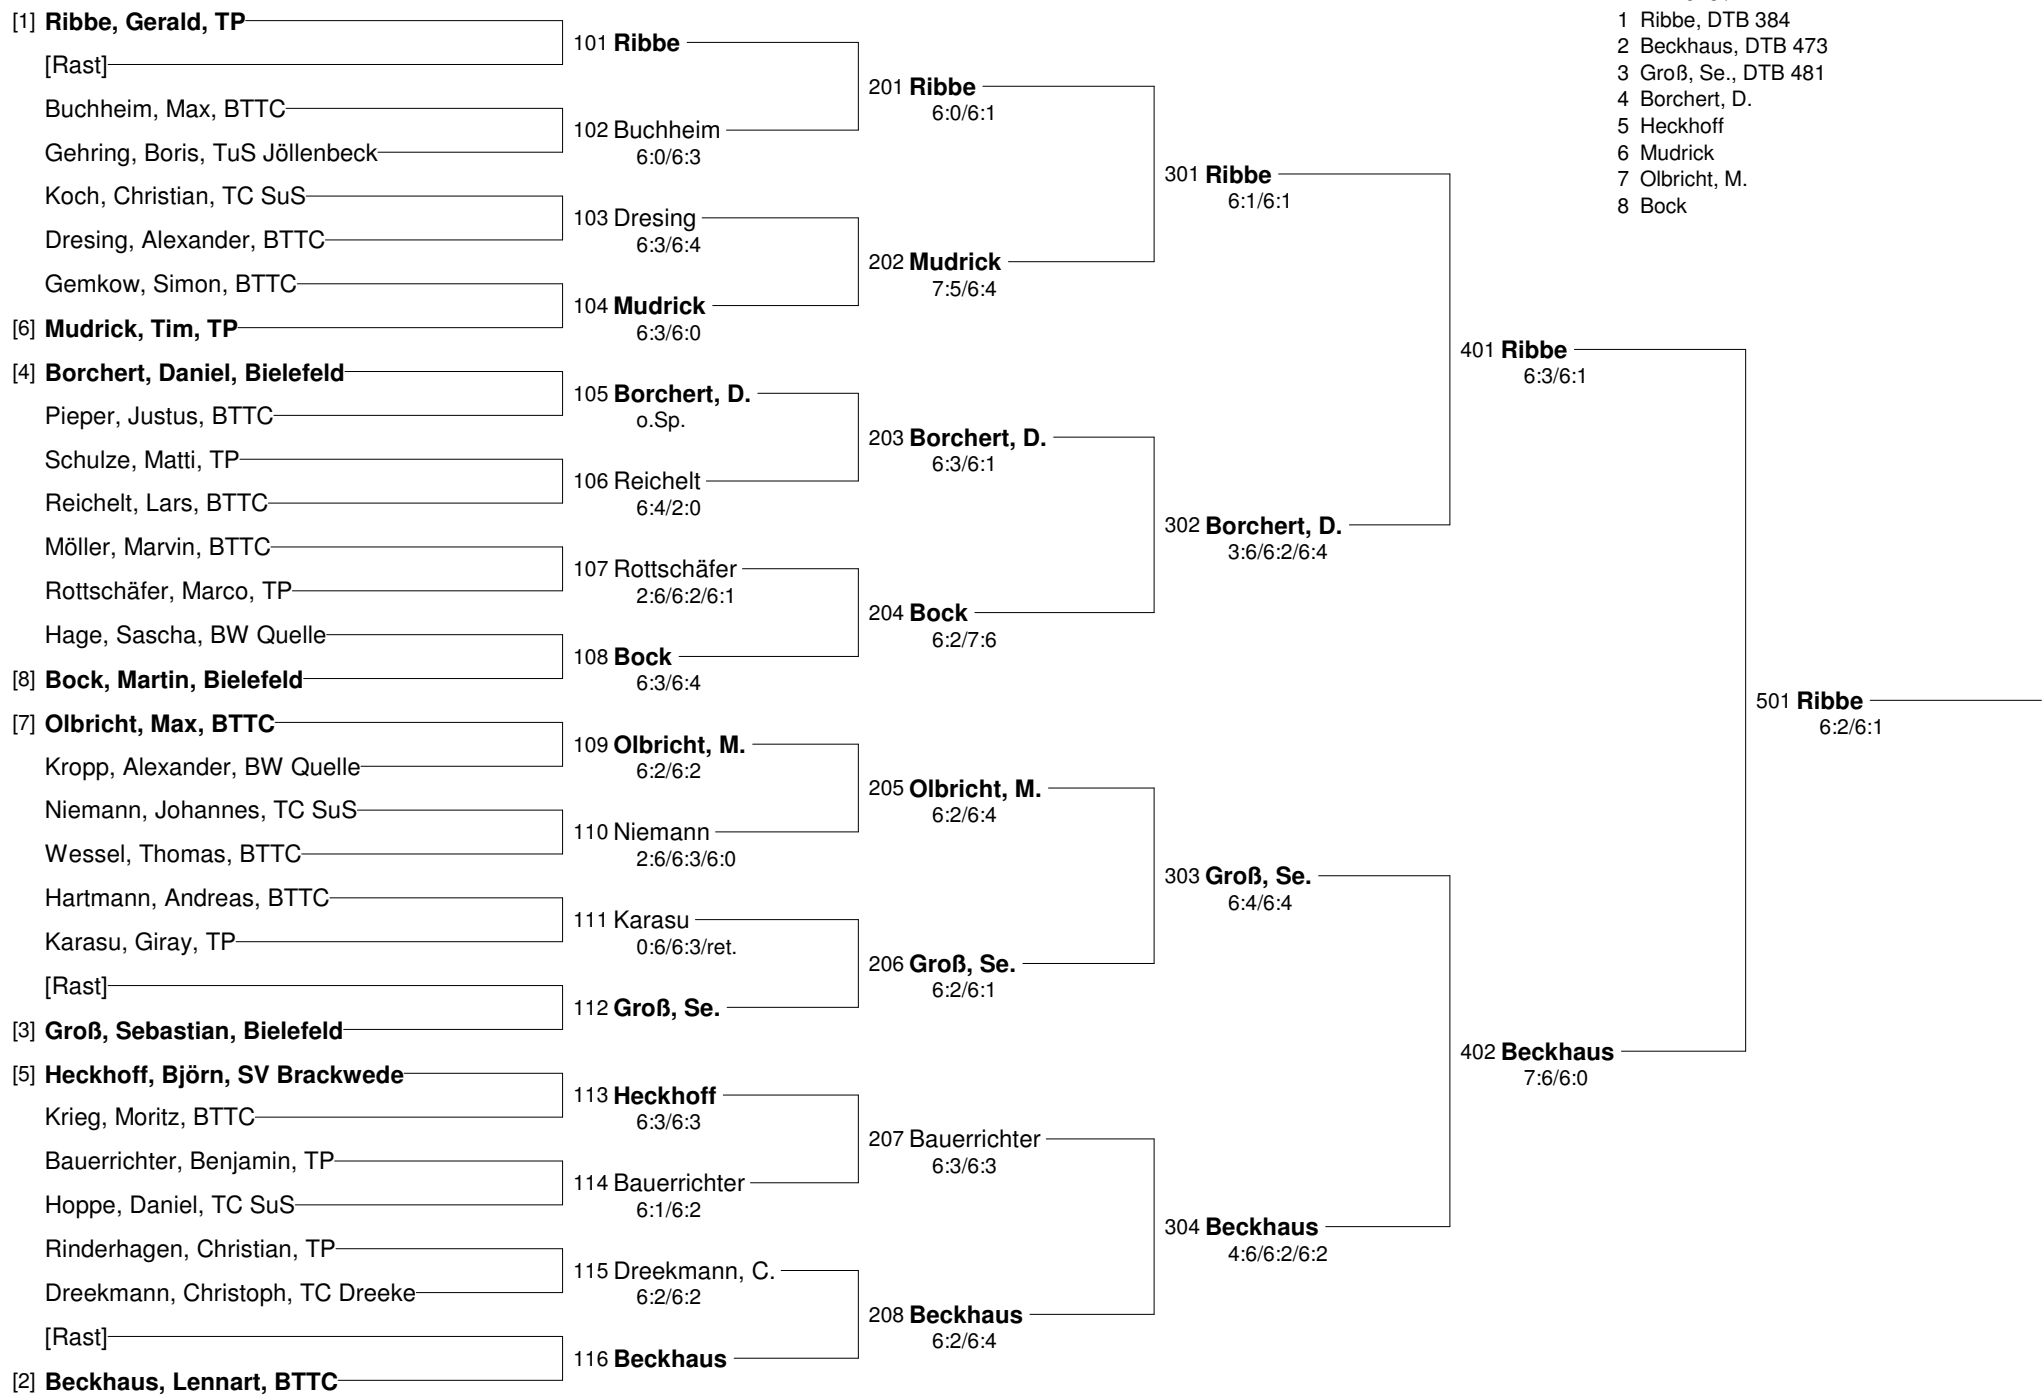 [1] Ribbe, Gerald, TP
[Rast]
Buchheim, Max, BTTC
Gehring, Boris, TuS Jöllenbeck
Koch, Christian, TC SuS
Dresing, Alexander, BTTC
Gemkow, Simon, BTTC
[6] Mudrick, Tim, TP
[4] Borchert, Daniel, Bielefeld
Pieper, Justus, BTTC
Schulze, Matti, TP
Reichelt, Lars, BTTC
Möller, Marvin, BTTC
Rottschäfer, Marco, TP
Hage, Sascha, BW Quelle
[8] Bock, Martin, Bielefeld
[7] Olbricht, Max, BTTC
Kropp, Alexander, BW Quelle
Niemann, Johannes, TC SuS
Wessel, Thomas, BTTC
Hartmann, Andreas, BTTC
Karasu, Giray, TP
[Rast]
[3] Groß, Sebastian, Bielefeld
[5] Heckhoff, Björn, SV Brackwede
Krieg, Moritz, BTTC
Bauerrichter, Benjamin, TP
Hoppe, Daniel, TC SuS
Rinderhagen, Christian, TP
Dreekmann, Christoph, TC Dreeke
[Rast]
[2] Beckhaus, Lennart, BTTC
101 Ribbe
102 Buchheim
6:0/6:3
103 Dresing
6:3/6:4
104 Mudrick
6:3/6:0
105 Borchert, D.
o.Sp.
106 Reichelt
6:4/2:0
107 Rottschäfer
2:6/6:2/6:1
108 Bock
6:3/6:4
109 Olbricht, M.
6:2/6:2
110 Niemann
2:6/6:3/6:0
111 Karasu
0:6/6:3/ret.
112 Groß, Se.
113 Heckhoff
6:3/6:3
114 Bauerrichter
6:1/6:2
115 Dreekmann, C.
6:2/6:2
116 Beckhaus
201 Ribbe
6:0/6:1
202 Mudrick
7:5/6:4
203 Borchert, D.
6:3/6:1
204 Bock
6:2/7:6
205 Olbricht, M.
6:2/6:4
206 Groß, Se.
6:2/6:1
207 Bauerrichter
6:3/6:3
208 Beckhaus
6:2/6:4
301 Ribbe
6:1/6:1
302 Borchert, D.
3:6/6:2/6:4
303 Groß, Se.
6:4/6:4
304 Beckhaus
4:6/6:2/6:2
401 Ribbe
6:3/6:1
402 Beckhaus
7:6/6:0
501 Ribbe
6:2/6:1
1 Ribbe, DTB 384
2 Beckhaus, DTB 473
3 Groß, Se., DTB 481
4 Borchert, D.
5 Heckhoff
6 Mudrick
7 Olbricht, M.
8 Bock